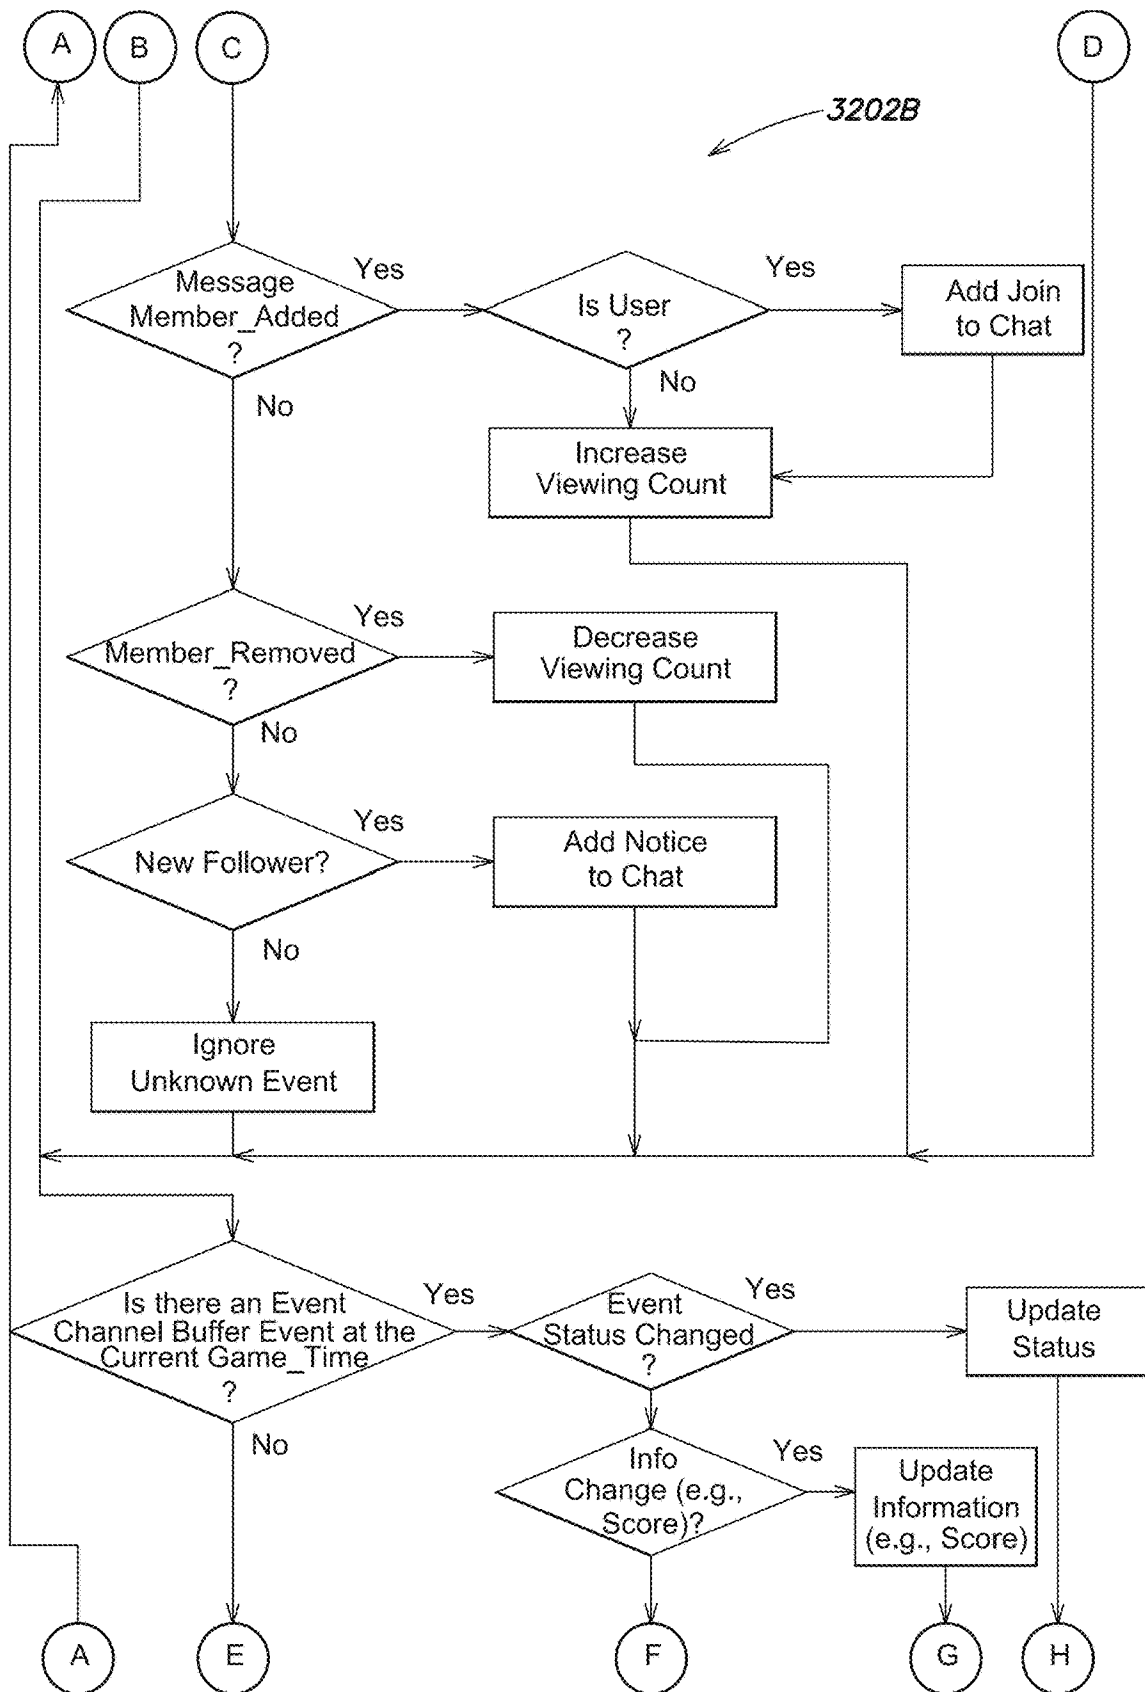 A
B
C
D
3202B
Message
Member_Added
?
Yes
Is User
?
Yes
Add Join
to Chat
No
No
Increase
Viewing Count
Member_Removed
?
Yes
Decrease
Viewing Count
No
New Follower?
Yes
Add Notice
to Chat
No
Ignore
Unknown Event
Is there an Event
Channel Buffer Event at the
Current Game_Time
?
Yes
Event
Status Changed
?
Yes
Update
Status
No
Info
Change (e.g.,
Score)?
Yes
Update
Information
(e.g., Score)
A
E
F
G
H